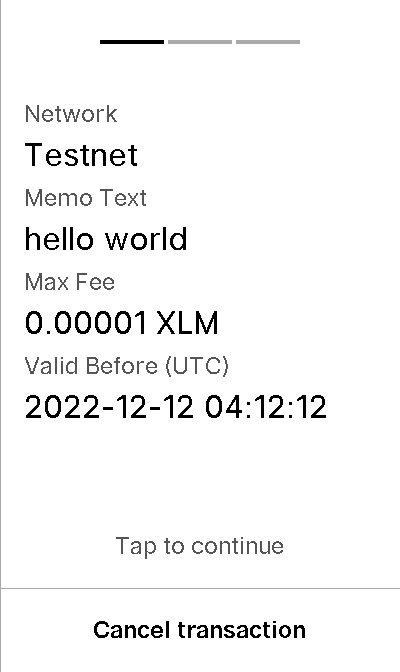 Network
Testnet
Memo Text
hello world
Max Fee
0.00001 XLM
Valid Before (UTC)
2022-12-12 04:12:12
Tap to continue
Cancel transaction